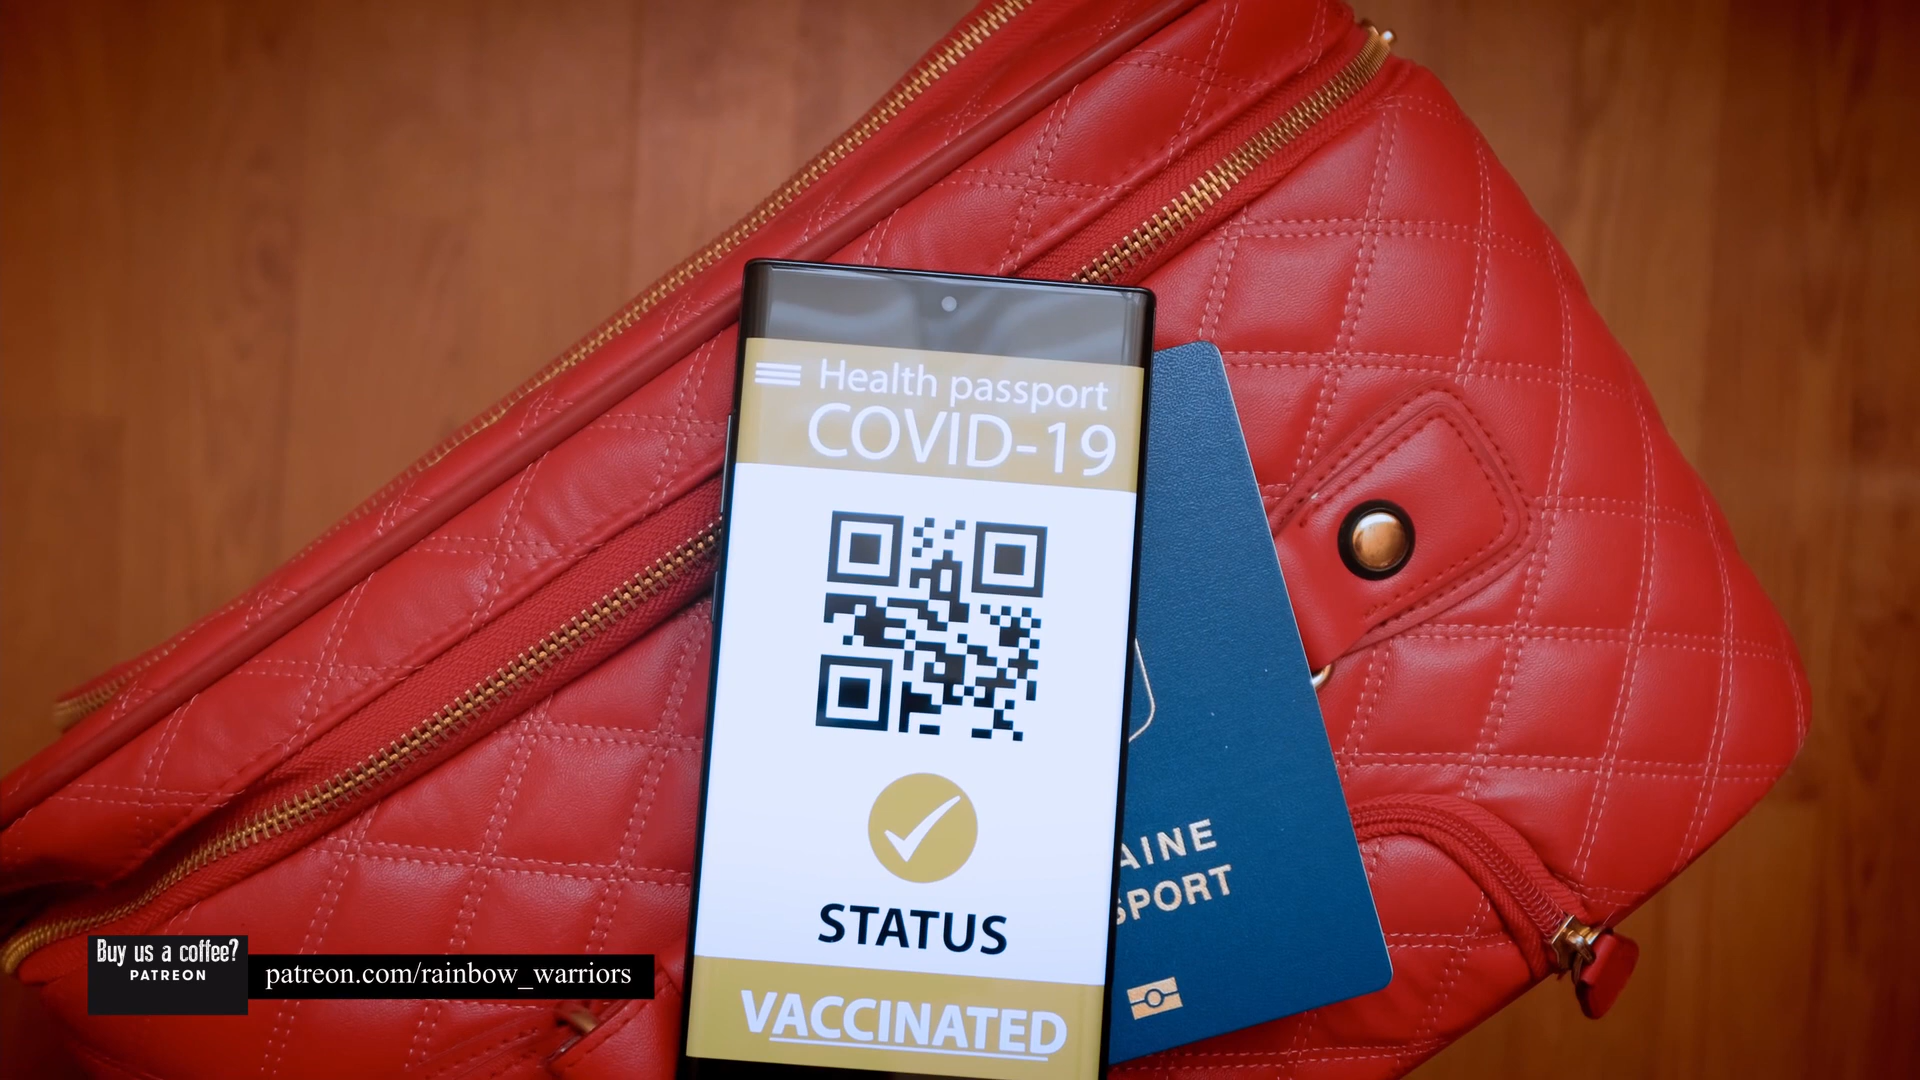 Health passport
COVID-19
STATUS
VACCINATED
AINE
SPORT
Buy us a coffee?
PATREON
patreon.com/rainbow_warriors